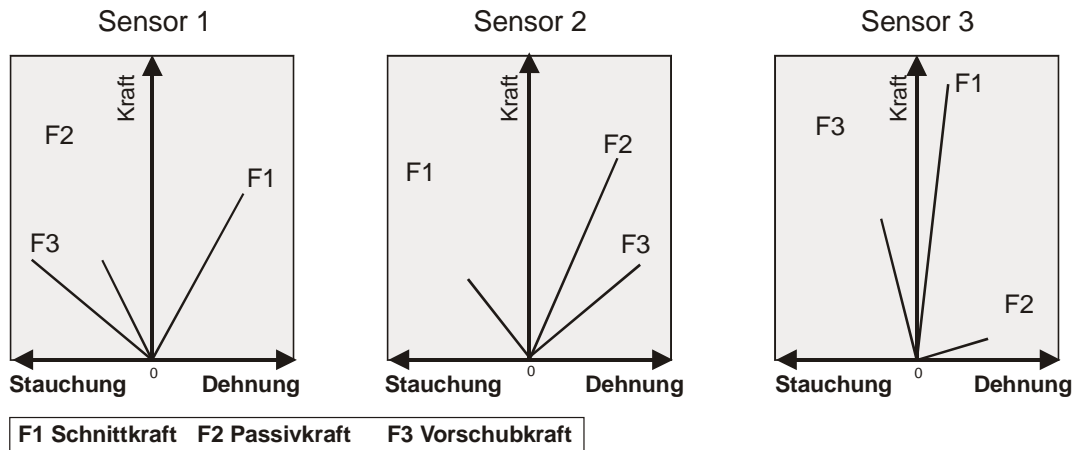 Sensor 1
Kraft
F2
F1
F3
0
Stauchung Dehnung
Sensor 2
Kraft
F2
F1
F3
0
Stauchung Dehnung
Sensor 3
Kraft
F1
F3
F2
0
Stauchung Dehnung
F1 Schnittkraft F2 Passivkraft F3 Vorschubkraft